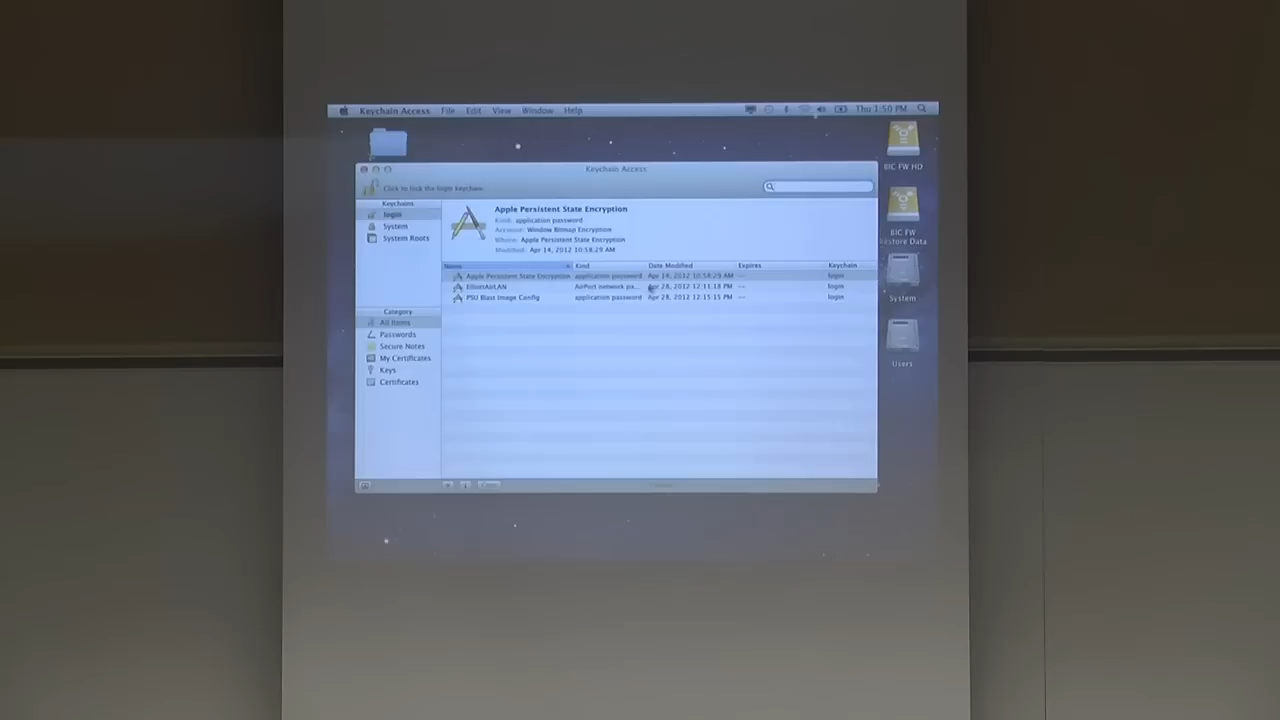 Keychain Access File Edit View Window Help Thu 1:50 PM
BIC FW HD
Keychain Access
Click to lock the login keychain.
Keychains
login
System
System Roots
Apple Persistent State Encryption
Kind: application password
Account: Window Bitmap Encryption
Where: Apple Persistent State Encryption
Modified: Apr 14, 2012 10:58:29 AM
BIC FW
Restore Data
Name Kind Date Modified Expires Keychain
Apple Persistent State Encryption application password Apr 14, 2012 10:58:29 AM -- login
ElliottAirLAN AirPort network pa... Apr 28, 2012 12:11:18 PM -- login
PSU Blast Image Config application password Apr 28, 2012 12:15:15 PM -- login
System
Category
All Items
Passwords
Secure Notes
My Certificates
Keys
Certificates
Users
Copy